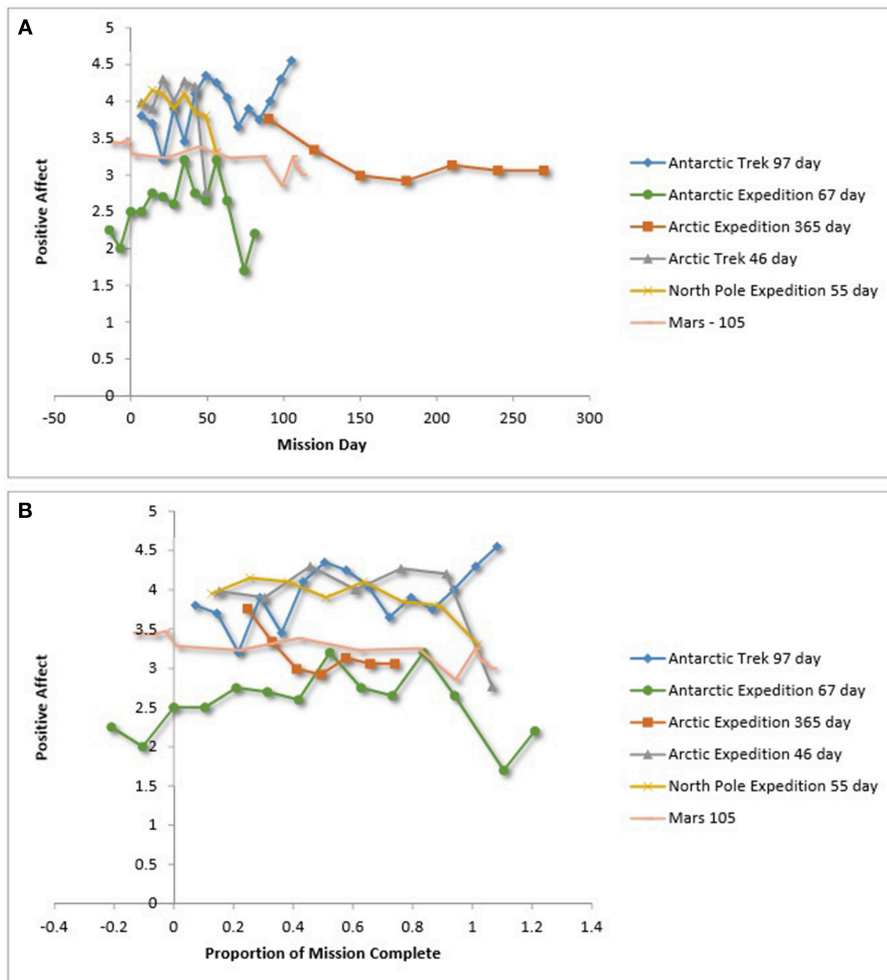 A
5
4.5
4
3.5
3
2.5
2
1.5
1
0.5
0
Positive Affect
-50 0 50 100 150 200 250 300
Mission Day
Antarctic Trek 97 day
Antarctic Expedition 67 day
Arctic Expedition 365 day
Arctic Trek 46 day
North Pole Expedition 55 day
Mars - 105
B
5
4.5
4
3.5
3
2.5
2
1.5
1
0.5
0
Positive Affect
-0.4 -0.2 0 0.2 0.4 0.6 0.8 1 1.2 1.4
Proportion of Mission Complete
Antarctic Trek 97 day
Antarctic Expedition 67 day
Arctic Expedition 365 day
Arctic Expedition 46 day
North Pole Expedition 55 day
Mars 105